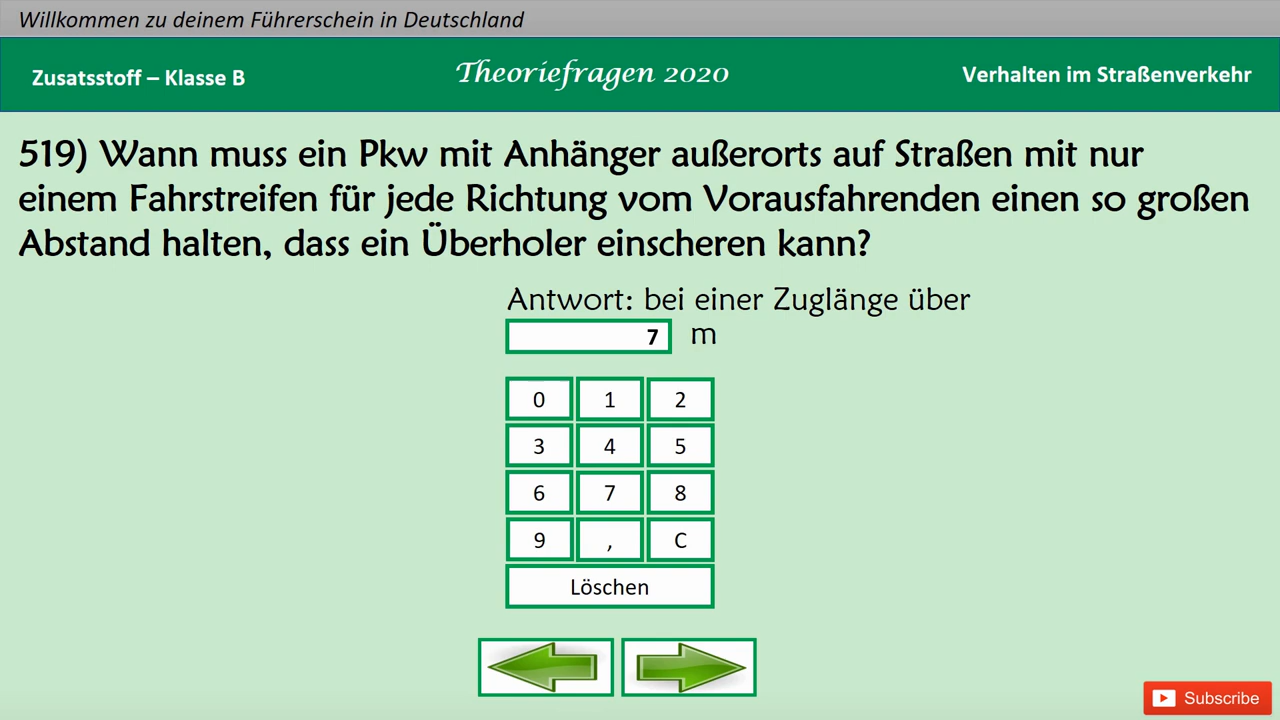 Willkommen zu deinem Führerschein in Deutschland
Zusatsstoff – Klasse B
Theoriefragen 2020
Verhalten im Straßenverkehr
519) Wann muss ein Pkw mit Anhänger außerorts auf Straßen mit nur
einem Fahrstreifen für jede Richtung vom Vorausfahrenden einen so großen
Abstand halten, dass ein Überholer einscheren kann?
Antwort: bei einer Zuglänge über
7 m
0 1 2
3 4 5
6 7 8
9 , C
Löschen
Subscribe